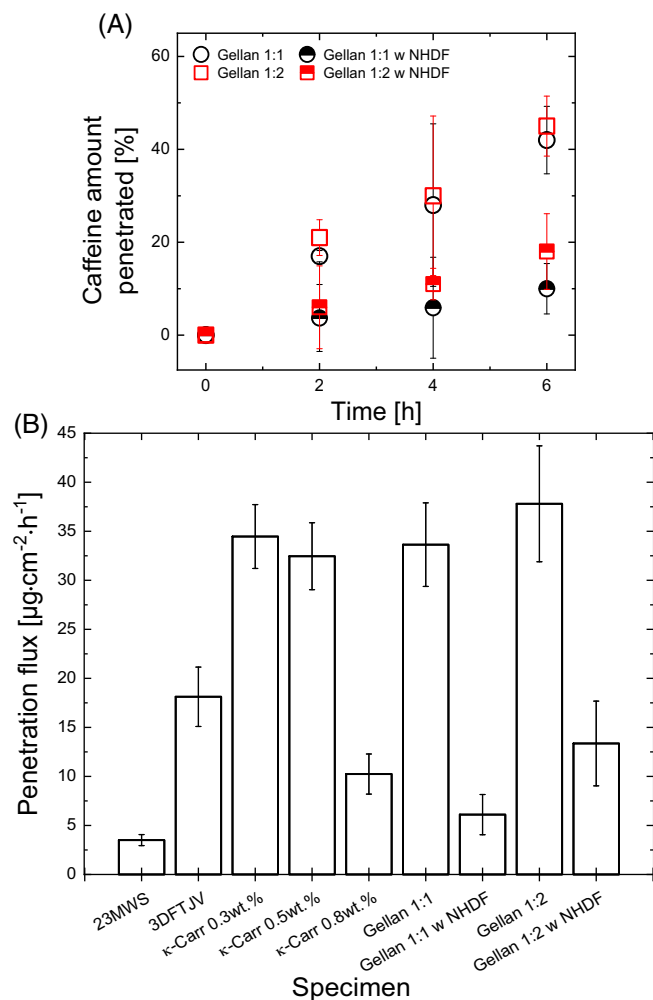 (A)
Gellan 1:1
Gellan 1:1 w NHDF
Gellan 1:2
Gellan 1:2 w NHDF
60
40
20
0
Caffeine amount
penetrated [%]
0 2 4 6
Time [h]
(B)
45
40
35
30
25
20
15
10
5
0
Penetration flux [µg·cm⁻²·h⁻¹]
23MWS
3DFTJV
κ-Carr 0.3wt.%
κ-Carr 0.5wt.%
κ-Carr 0.8wt.%
Gellan 1:1
Gellan 1:1 w NHDF
Gellan 1:2
Gellan 1:2 w NHDF
Specimen